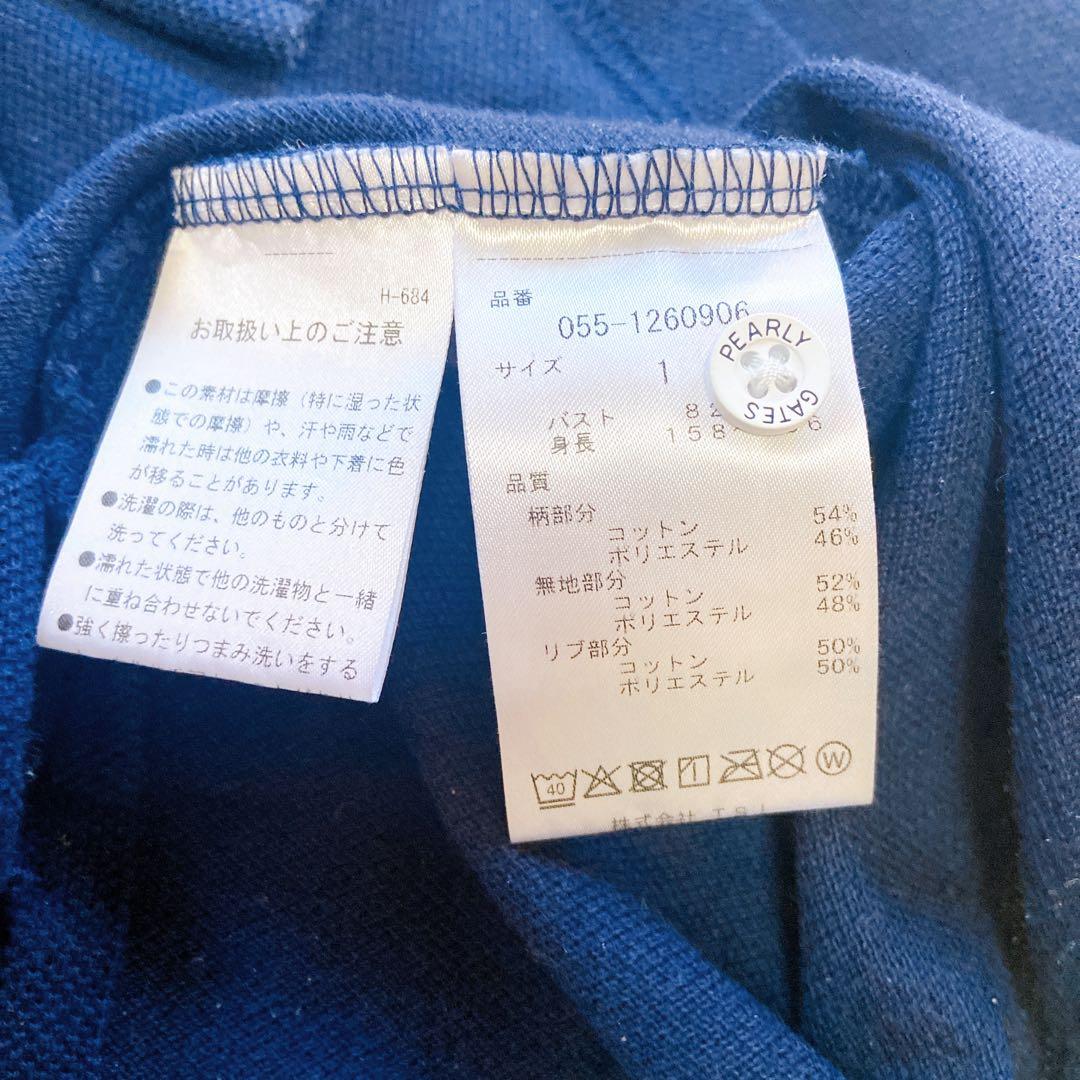 H-684
お取扱い上のご注意
●この素材は摩擦（特に湿った状
態での摩擦）や、汗や雨などで
濡れた時は他の衣料や下着に色
が移ることがあります。
●洗濯の際は、他のものと分けて
洗ってください。
●濡れた状態で他の洗濯物と一緒
に重ね合わせないでください。
●強く擦ったりつまみ洗いをする
品番
055-1260906
サイズ 1
バスト 82
身長 158 6
品質
柄部分
コットン 54%
ポリエステル 46%
無地部分
コットン 52%
ポリエステル 48%
リブ部分
コットン 50%
ポリエステル 50%
40 W
株式会社
PEARLY
GATES